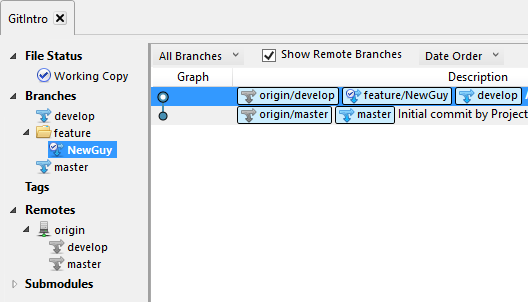 GitIntro
File Status
Working Copy
Branches
develop
feature
NewGuy
master
Tags
Remotes
origin
develop
master
Submodules
All Branches Show Remote Branches Date Order
Graph Description
origin/develop feature/NewGuy develop
origin/master master Initial commit by Project